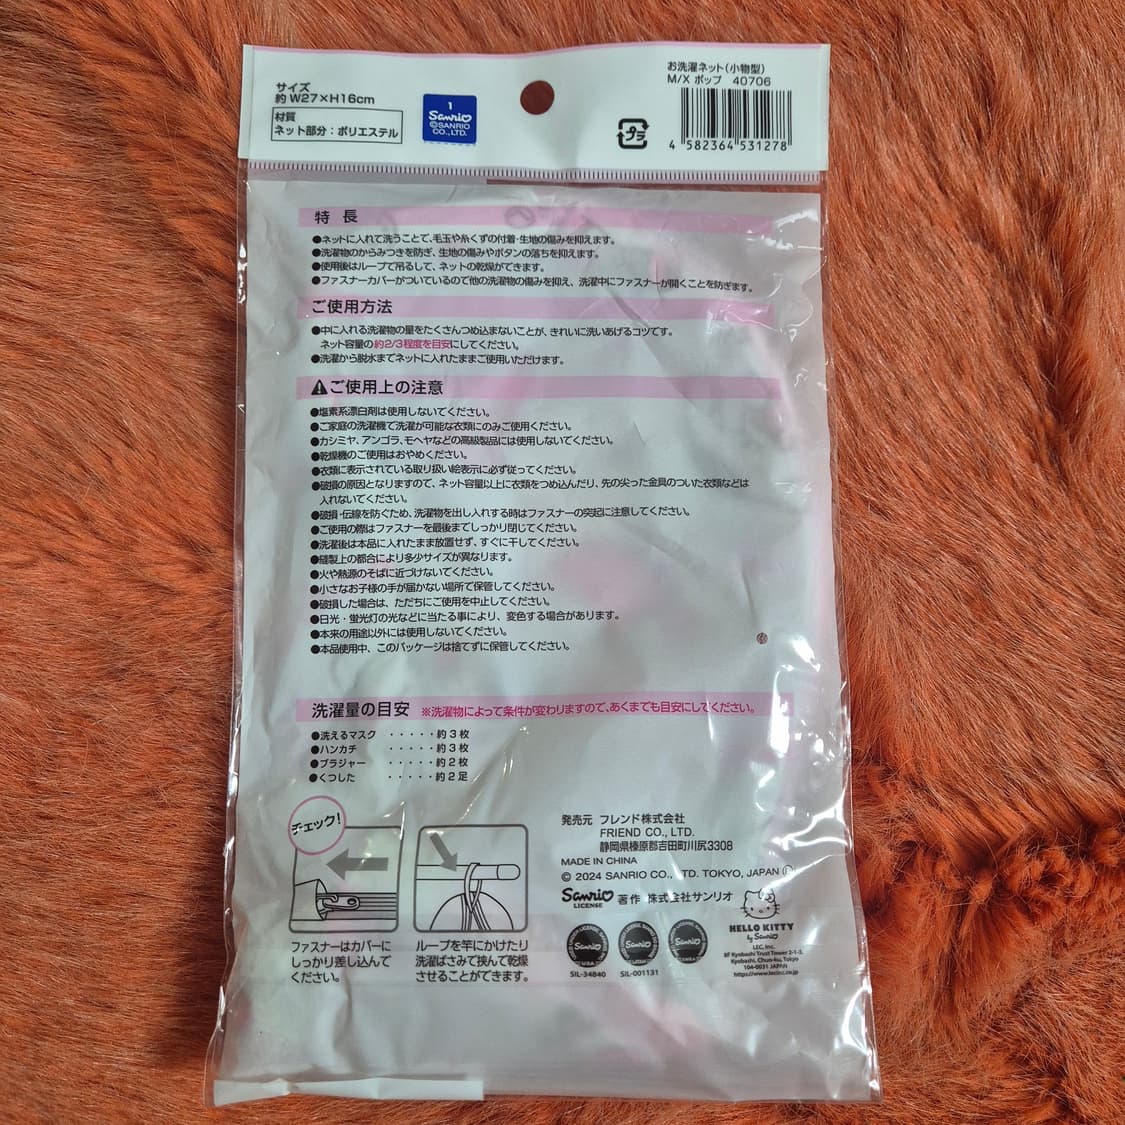 サイズ
約W27×H16cm
材質
ネット部分：ポリエステル
1
Sanrio
©SANRIO
CO., LTD.
お洗濯ネット(小物型)
M/X ポップ 40706
プラ
4 582364 531278
特 長
●ネットに入れて洗うことで、毛玉や糸くずの付着・生地の傷みを抑えます。
●洗濯物のからみつきを防ぎ、生地の傷みやボタンの落ちを抑えます。
●使用後はループで吊るして、ネットの乾燥ができます。
●ファスナーカバーがついているので他の洗濯物の傷みを抑え、洗濯中にファスナーが開くことを防ぎます。
ご使用方法
●中に入れる洗濯物の量をたくさんつめ込まないことが、きれいに洗いあげるコツです。
ネット容量の約2/3程度を目安にしてください。
●洗濯から脱水までネットに入れたままご使用いただけます。
ご使用上の注意
●塩素系漂白剤は使用しないでください。
●ご家庭の洗濯機で洗濯が可能な衣類にのみご使用ください。
●カシミヤ、アンゴラ、モヘヤなどの高級製品には使用しないでください。
●乾燥機のご使用はおやめください。
●衣類に表示されている取り扱い絵表示に必ず従ってください。
●破損の原因となりますので、ネット容量以上に衣類をつめ込んだり、先の尖った金具のついた衣類などは
入れないでください。
●破損・伝線を防ぐため、洗濯物を出し入れする時はファスナーの突起に注意してください。
●ご使用の際はファスナーを最後までしっかり閉じてください。
●洗濯後は本品に入れたまま放置せず、すぐに干してください。
●縫製上の都合により多少サイズが異なります。
●火や熱源のそばに近づけないでください。
●小さなお子様の手が届かない場所で保管してください。
●破損した場合は、ただちにご使用を中止してください。
●日光・蛍光灯の光などに当たる事により、変色する場合があります。
●本来の用途以外には使用しないでください。
●本品使用中、このパッケージは捨てずに保管してください。
洗濯量の目安 ※洗濯物によって条件が変わりますので、あくまでも目安にしてください。
●洗えるマスク ・・・・・約3枚
●ハンカチ ・・・・・約3枚
●ブラジャー ・・・・・約2枚
●くつした ・・・・・約2足
チェック!
ファスナーはカバーに
しっかり差し込んで
ください。
ループを竿にかけたり
洗濯ばさみで挟んで乾燥
させることができます。
発売元 フレンド株式会社
FRIEND CO., LTD.
静岡県榛原郡吉田町川尻3308
MADE IN CHINA
© 2024 SANRIO CO., LTD. TOKYO, JAPAN Ⓛ
Sanrio
LICENSE
著作 株式会社サンリオ
HELLO KITTY
by Sanrio
Sanrio
Sanrio
Sanrio
SIL-34840
SIL-001131
LEC, Inc.
8F Kyobashi Trust Tower 2-1-3,
Kyobashi, Chuo-ku, Tokyo
104-0031 JAPAN
https://www.lecinc.co.jp